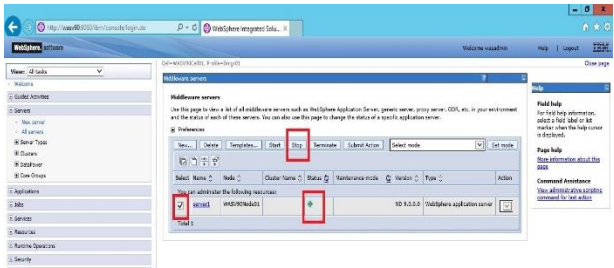 http://wasv90:9060/ibm/console/login.do
WebSphere Integrated Solu...
WebSphere. software
Welcome wasadmin
Help | Logout
IBM.
View: All tasks
Cell=WASV90Cell01, Profile=Dmgr01
Close page
Welcome
Guided Activities
Servers
New server
All servers
Server Types
Clusters
DataPower
Core Groups
Applications
Jobs
Services
Resources
Runtime Operations
Security
Middleware servers
?
Middleware servers
Use this page to view a list of all middleware servers such as WebSphere Application Server, generic server, proxy server, ODR, etc. in your environment
and the status of each of these servers. You can also use this page to change the status of a specific application server.
Preferences
New... Delete Templates... Start Stop Terminate Submit Action Select mode Set mode
Select Name Node Cluster Name Status Maintenance mode Version Type Action
You can administer the following resources:
server1 WASV90Node01 ND 9.0.0.0 WebSphere application server
Total 1
Help
Field help
For field help information,
select a field label or list
marker when the help cursor
is displayed.
Page help
More information about this
page
Command Assistance
View administrative scripting
command for last action